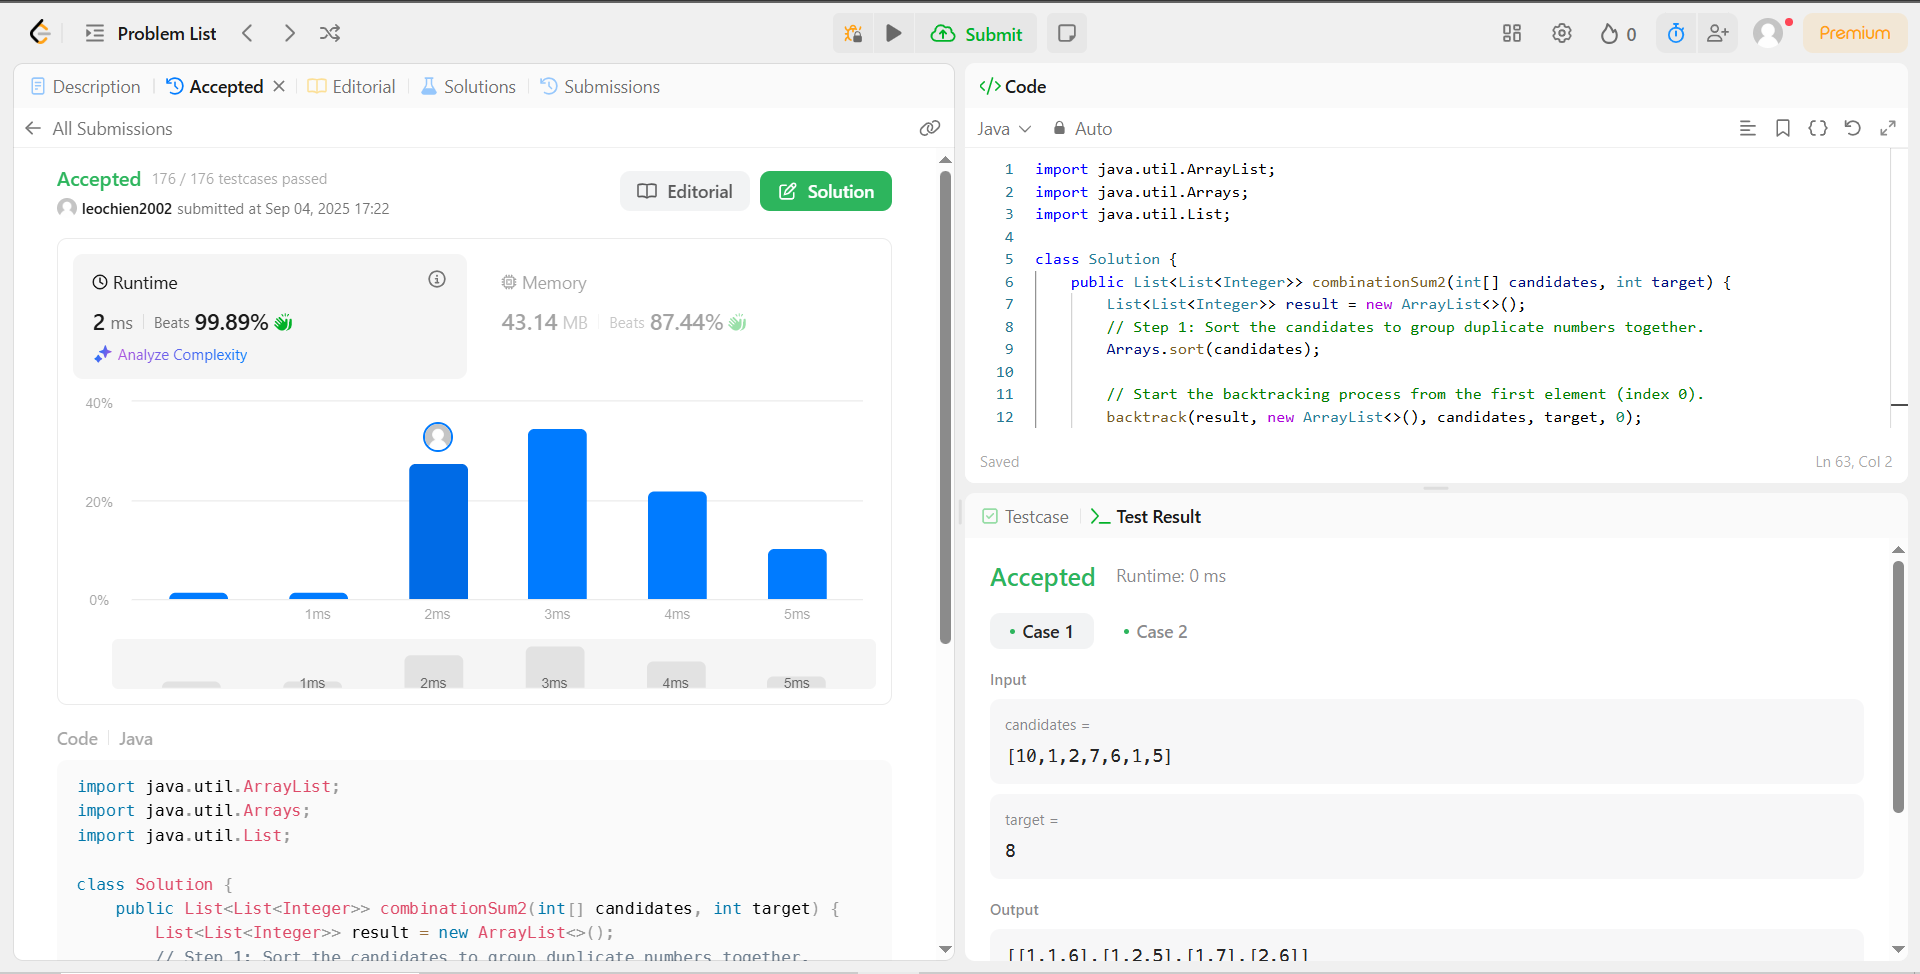 Problem List
Submit
0
Premium
Description
Accepted
Editorial
Solutions
Submissions
All Submissions
Accepted 176 / 176 testcases passed
leochien2002 submitted at Sep 04, 2025 17:22
Editorial
Solution
Runtime
2 ms Beats 99.89%
Analyze Complexity
Memory
43.14 MB Beats 87.44%
40%
20%
0%
1ms
2ms
3ms
4ms
5ms
1ms
2ms
3ms
4ms
5ms
Code Java
import java.util.ArrayList;
import java.util.Arrays;
import java.util.List;
class Solution {
public List<List<Integer>> combinationSum2(int[] candidates, int target) {
List<List<Integer>> result = new ArrayList<>();
// Step 1: Sort the candidates to group duplicate numbers together.
</> Code
Java
Auto
1 import java.util.ArrayList;
2 import java.util.Arrays;
3 import java.util.List;
4
5 class Solution {
6 public List<List<Integer>> combinationSum2(int[] candidates, int target) {
7 List<List<Integer>> result = new ArrayList<>();
8 // Step 1: Sort the candidates to group duplicate numbers together.
9 Arrays.sort(candidates);
10
11 // Start the backtracking process from the first element (index 0).
12 backtrack(result, new ArrayList<>(), candidates, target, 0);
Saved
Ln 63, Col 2
Testcase
Test Result
Accepted Runtime: 0 ms
• Case 1
• Case 2
Input
candidates =
[10,1,2,7,6,1,5]
target =
8
Output
[[1,1,6],[1,2,5],[1,7],[2,6]]